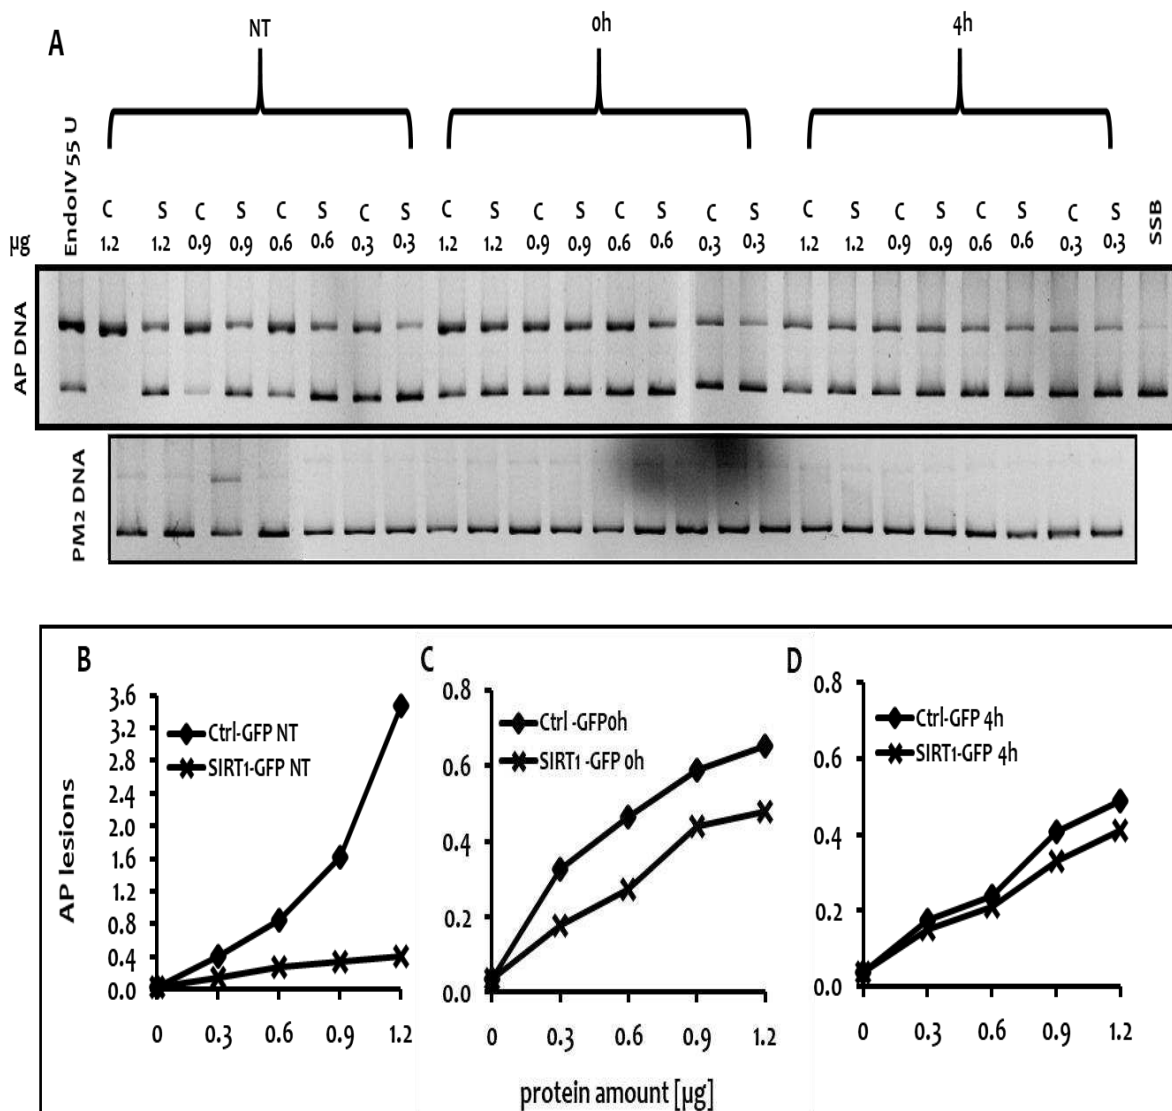 A
NT
0h
4h
EndoIV 55 U
C S C S C S C S C S C S C S C S C S C S C S C S
SSB
µg 1.2 1.2 0.9 0.9 0.6 0.6 0.3 0.3 1.2 1.2 0.9 0.9 0.6 0.6 0.3 0.3 1.2 1.2 0.9 0.9 0.6 0.6 0.3 0.3
AP DNA
PM2 DNA
B
AP lesions
3.6
3.2
2.8
2.4
2.0
1.6
1.2
0.8
0.4
0.0
Ctrl-GFP NT
SIRT1-GFP NT
0 0.3 0.6 0.9 1.2
C
0.8
0.6
0.4
0.2
0.0
Ctrl -GFP0h
SIRT1 -GFP 0h
0 0.3 0.6 0.9 1.2
D
0.8
0.6
0.4
0.2
0.0
Ctrl-GFP 4h
SIRT1-GFP 4h
0 0.3 0.6 0.9 1.2
protein amount [µg]